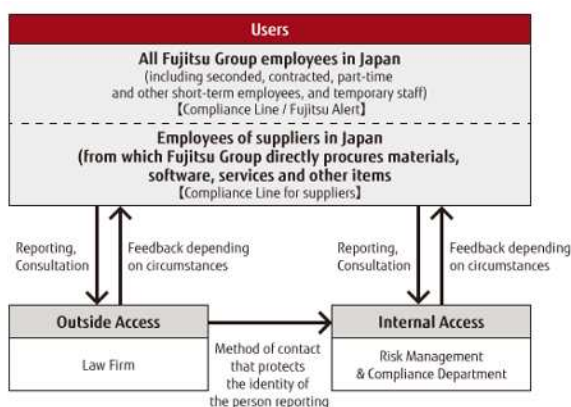 Users
All Fujitsu Group employees in Japan
(including seconded, contracted, part-time
and other short-term employees, and temporary staff)
【Compliance Line / Fujitsu Alert】
Employees of suppliers in Japan
(from which Fujitsu Group directly procures materials,
software, services and other items
【Compliance Line for suppliers】
Reporting,
Consultation
Feedback depending
on circumstances
Reporting,
Consultation
Feedback depending
on circumstances
Outside Access
Law Firm
Method of contact
that protects
the identity of
the person reporting
Internal Access
Risk Management
& Compliance Department